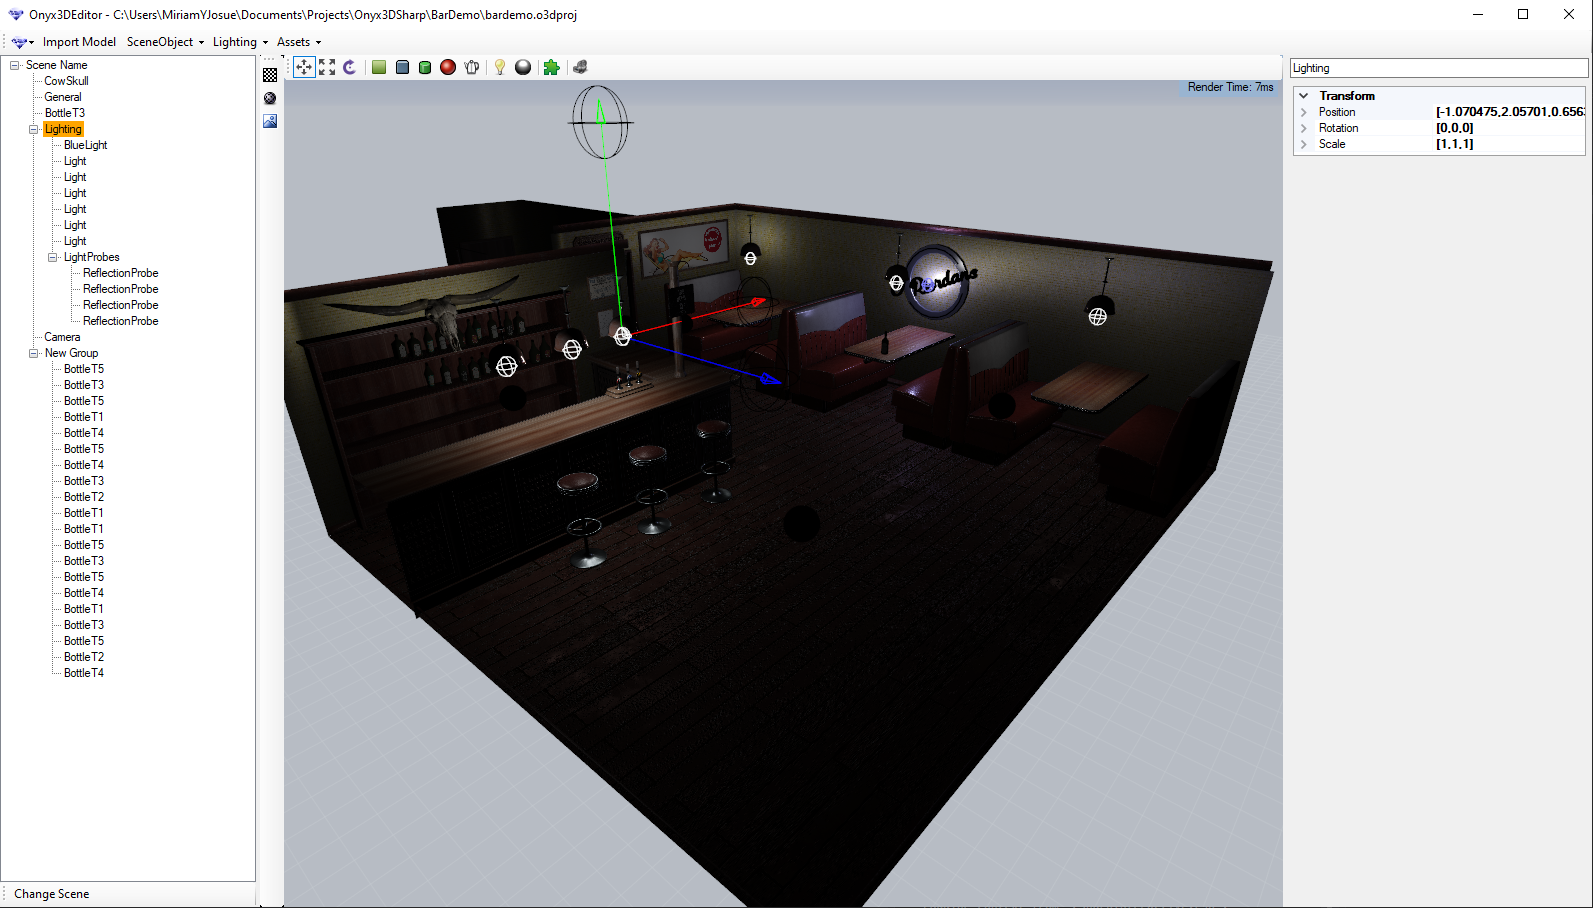 Onyx3DEditor - C:\Users\MiriamYJosue\Documents\Projects\Onyx3DSharp\BarDemo\bardemo.o3dproj
Import Model SceneObject Lighting Assets
Scene Name
CowSkull
General
BottleT3
Lighting
BlueLight
Light
Light
Light
Light
Light
Light
LightProbes
ReflectionProbe
ReflectionProbe
ReflectionProbe
ReflectionProbe
Camera
New Group
BottleT5
BottleT3
BottleT5
BottleT1
BottleT4
BottleT5
BottleT4
BottleT3
BottleT2
BottleT1
BottleT1
BottleT5
BottleT3
BottleT5
BottleT4
BottleT1
BottleT3
BottleT5
BottleT2
BottleT4
Change Scene
Render Time: 7ms
Lighting
Transform
Position [-1.070475,2.05701,0.656
Rotation [0,0,0]
Scale [1,1,1]